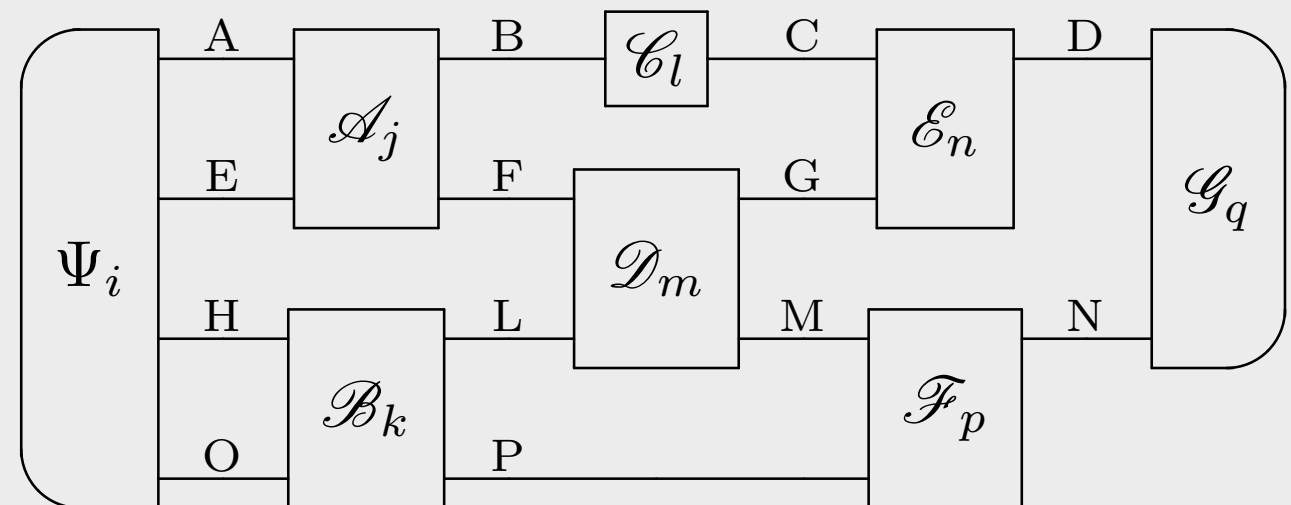 A B C D
𝒞_l
𝒜_j ℰ_n
E F G 𝒢_q
Ψ_i 𝒟_m
H L M N
ℬ_k ℱ_p
O P